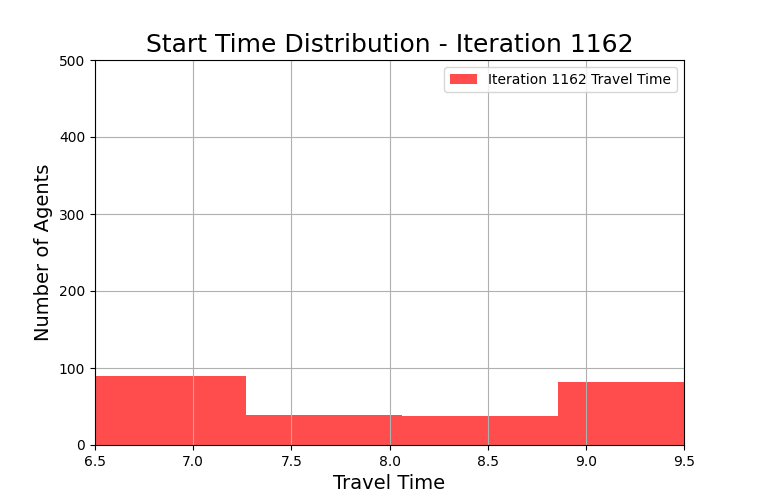 Start Time Distribution - Iteration 1162
Iteration 1162 Travel Time
Number of Agents
500
400
300
200
100
0
6.5 7.0 7.5 8.0 8.5 9.0 9.5
Travel Time